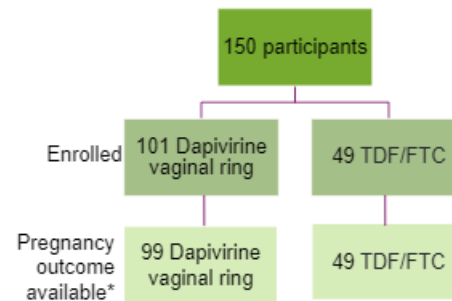 150 participants
Enrolled
101 Dapivirine
vaginal ring
49 TDF/FTC
Pregnancy
outcome
available*
99 Dapivirine
vaginal ring
49 TDF/FTC